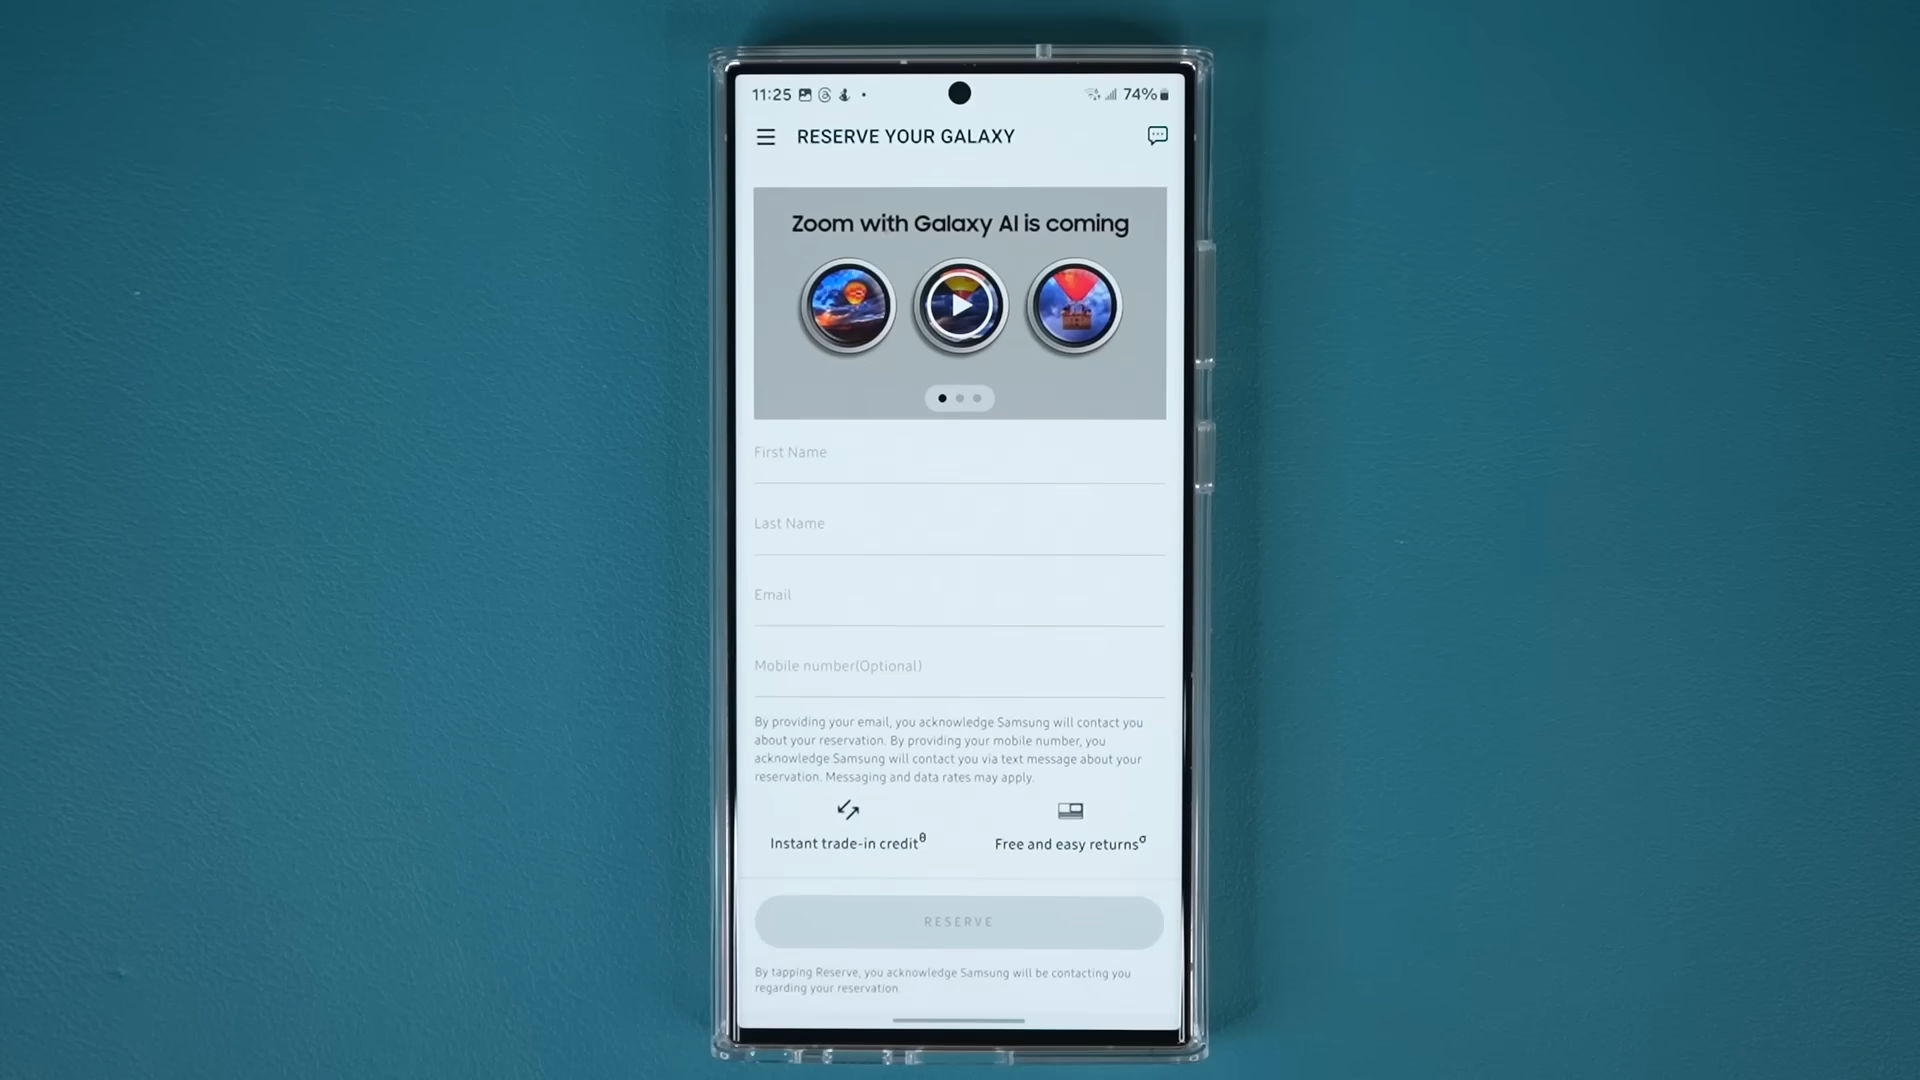 11:25
74%
RESERVE YOUR GALAXY
Zoom with Galaxy AI is coming
First Name
Last Name
Email
Mobile number(Optional)
By providing your email, you acknowledge Samsung will contact you
about your reservation. By providing your mobile number, you
acknowledge Samsung will contact you via text message about your
reservation. Messaging and data rates may apply.
Instant trade-in creditθ
Free and easy returnsσ
RESERVE
By tapping Reserve, you acknowledge Samsung will be contacting you
regarding your reservation.